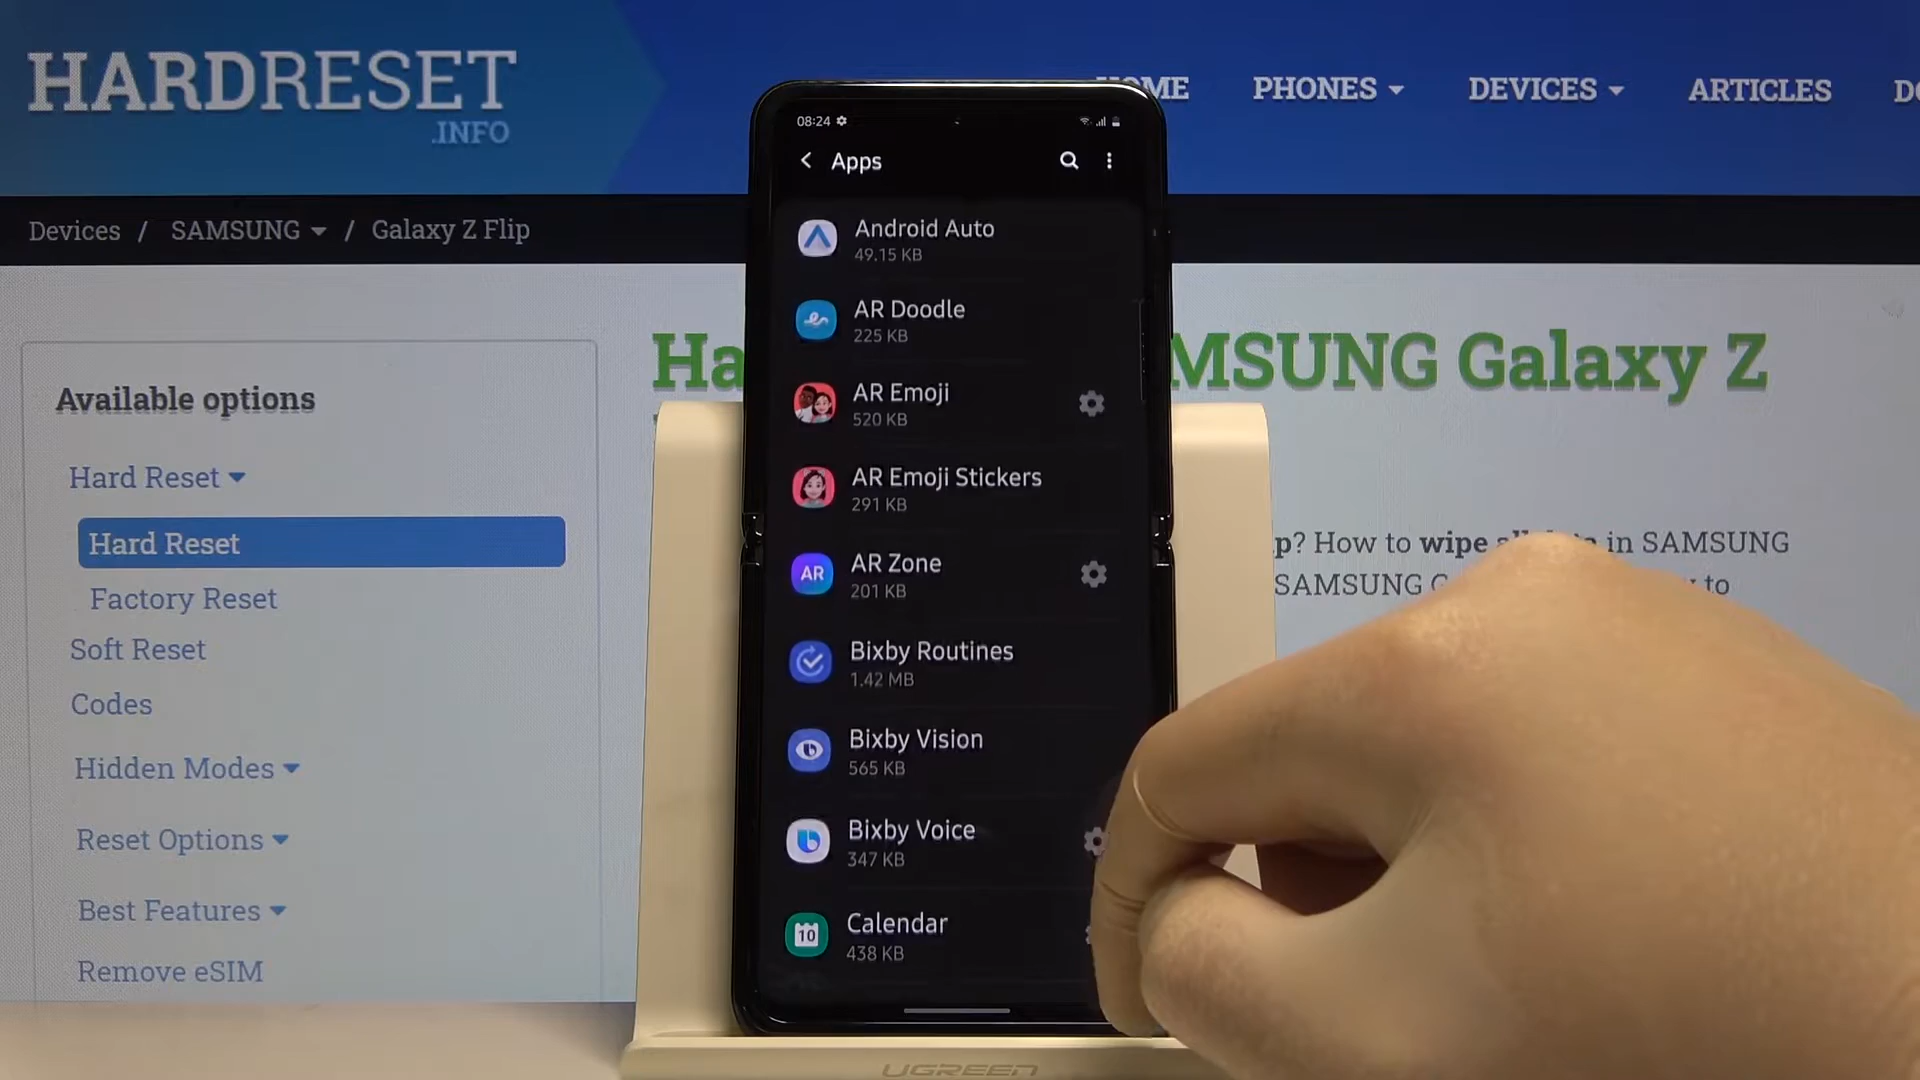 HARDRESET
.INFO
HOME
PHONES
DEVICES
ARTICLES
Devices / SAMSUNG / Galaxy Z Flip
Available options
Hard Reset
Hard Reset
Factory Reset
Soft Reset
Codes
Hidden Modes
Reset Options
Best Features
Remove eSIM
08:24
Apps
Android Auto
49.15 KB
AR Doodle
225 KB
AR Emoji
520 KB
AR Emoji Stickers
291 KB
AR
AR Zone
201 KB
Bixby Routines
1.42 MB
Bixby Vision
565 KB
Bixby Voice
347 KB
10
Calendar
438 KB
Ha MSUNG Galaxy Z
p? How to wipe all data in SAMSUNG
SAMSUNG G to
UGREEN